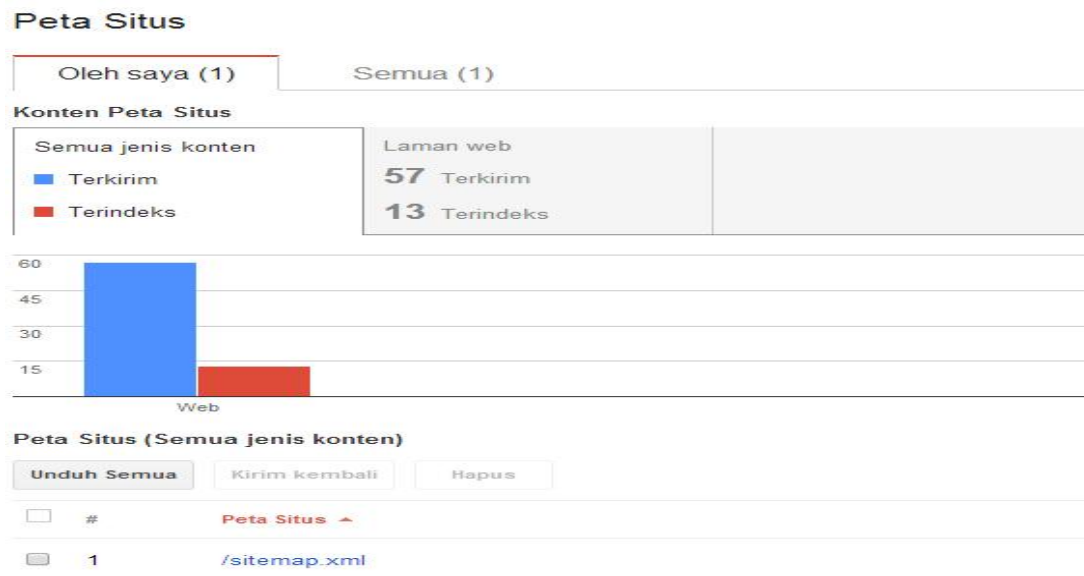 Peta Situs
Oleh saya (1) Semua (1)
Konten Peta Situs
Semua jenis konten
Terkirim
Terindeks
Laman web
57 Terkirim
13 Terindeks
60
45
30
15
Web
Peta Situs (Semua jenis konten)
Unduh Semua Kirim kembali Hapus
# Peta Situs
1 /sitemap.xml